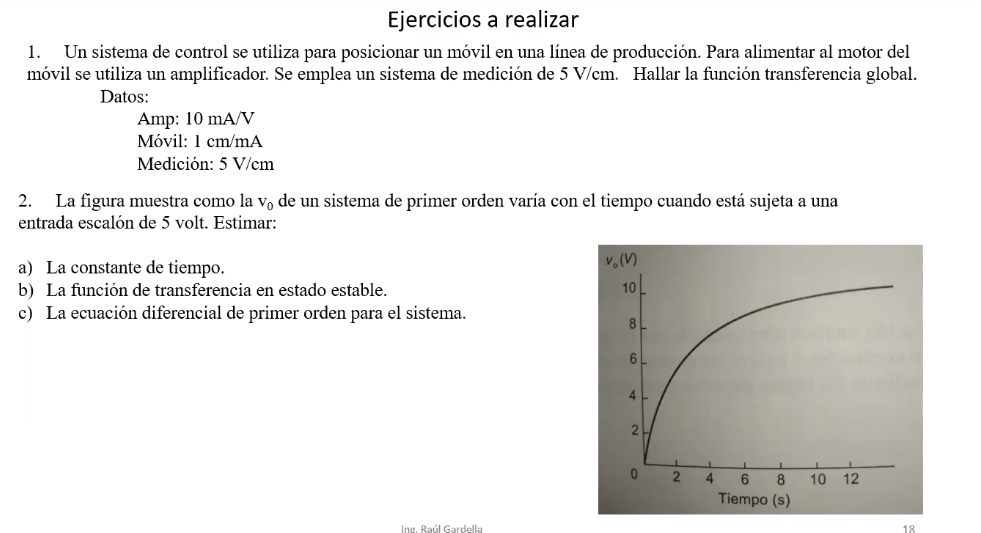 Ejercicios a realizar
1. Un sistema de control se utiliza para posicionar un móvil en una línea de producción. Para alimentar al motor del
móvil se utiliza un amplificador. Se emplea un sistema de medición de 5 V/cm. Hallar la función transferencia global.
Datos:
Amp: 10 mA/V
Móvil: 1 cm/mA
Medición: 5 V/cm
2. La figura muestra como la v₀ de un sistema de primer orden varía con el tiempo cuando está sujeta a una
entrada escalón de 5 volt. Estimar:
a) La constante de tiempo.
b) La función de transferencia en estado estable.
c) La ecuación diferencial de primer orden para el sistema.
vₒ(V)
10
8
6
4
2
0 2 4 6 8 10 12
Tiempo (s)
Ing. Raúl Gardella
18